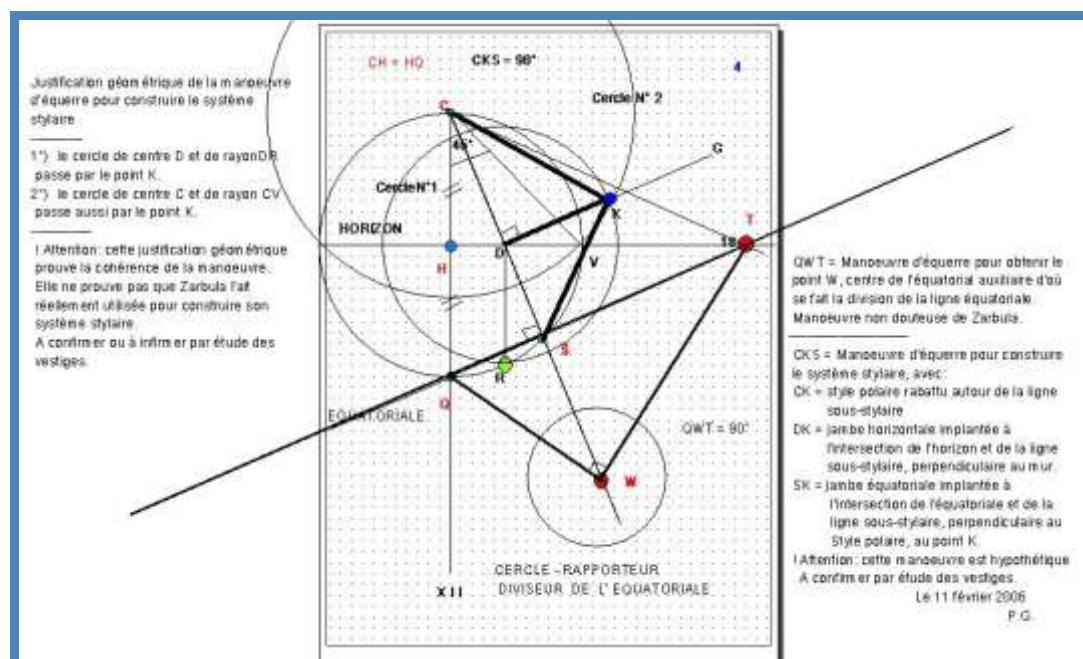 Justification géométrique de la manoeuvre
d'équerre pour construire le système
stylaire
1°) le cercle de centre D et de rayon DR
passe par le point K.
2°) le cercle de centre C et de rayon CV
passe aussi par le point K.
! Attention: cette justification géométrique
prouve la cohérence de la manoeuvre.
Elle ne prouve pas que Zarbula l'ait
réellement utilisée pour construire son
système stylaire.
A confirmer ou à infirmer par étude des
vestiges.
CH = HQ
CKS = 90°
4
Cercle N° 2
C
45°
G
Cercle N°1
K
T
HORIZON
18
D
V
H
S
R
Q
EQUATORIALE
QWT = 90°
W
CERCLE - RAPPORTEUR
DIVISEUR DE L' EQUATORIALE
XII
QWT = Manoeuvre d'équerre pour obtenir le
point W, centre de l'équatorial auxiliaire d'où
se fait la division de la ligne équatoriale.
Manoeuvre non douteuse de Zarbula.
CKS = Manoeuvre d'équerre pour construire
le système stylaire, avec:
CK = style polaire rabattu autour de la ligne
sous-stylaire
DK = jambe horizontale implantée à
l'intersection de l'horizon et de la ligne
sous-stylaire, perpendiculaire au mur.
SK = jambe équatoriale implantée à
l'intersection de l'équatoriale et de la
ligne sous-stylaire, perpendiculaire au
Style polaire, au point K.
! Attention: cette manoeuvre est hypothétique
A confirmer par étude des vestiges.
Le 11 février 2006
P.G.